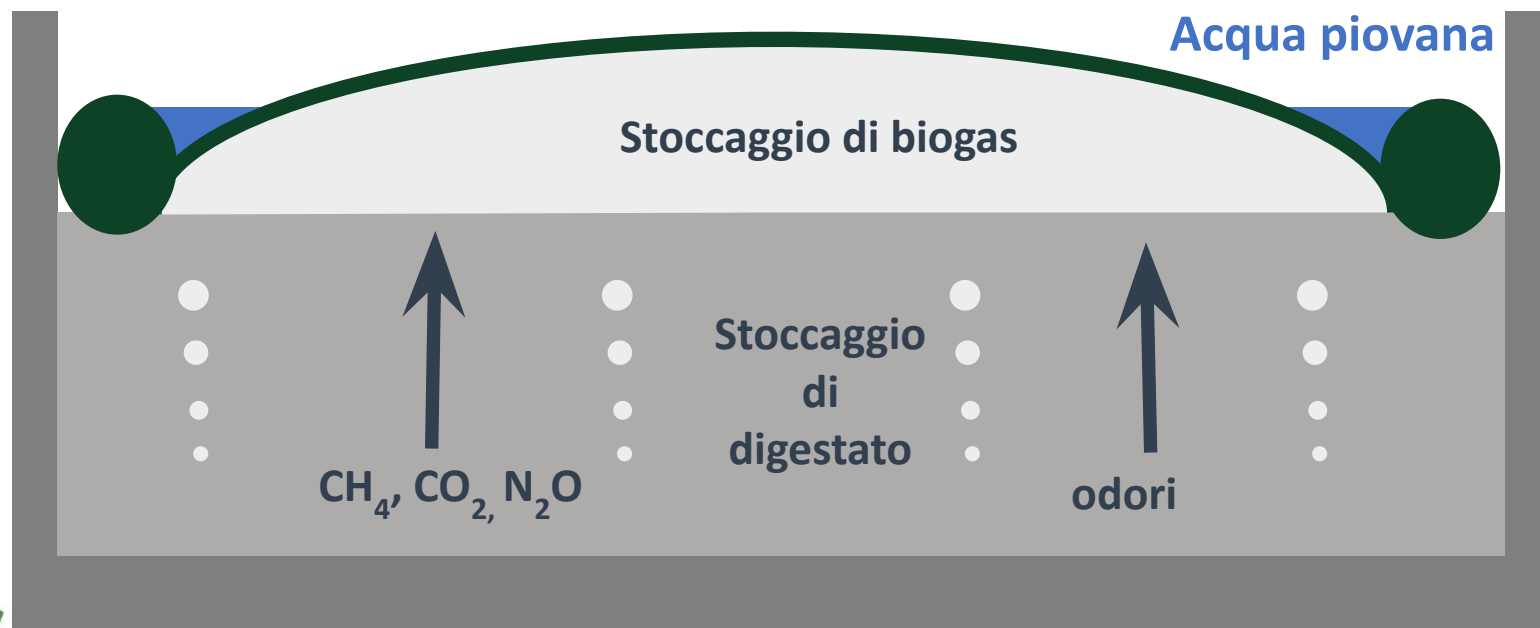 Acqua piovana
Stoccaggio di biogas
Stoccaggio
di
digestato
CH4, CO2, N2O
odori